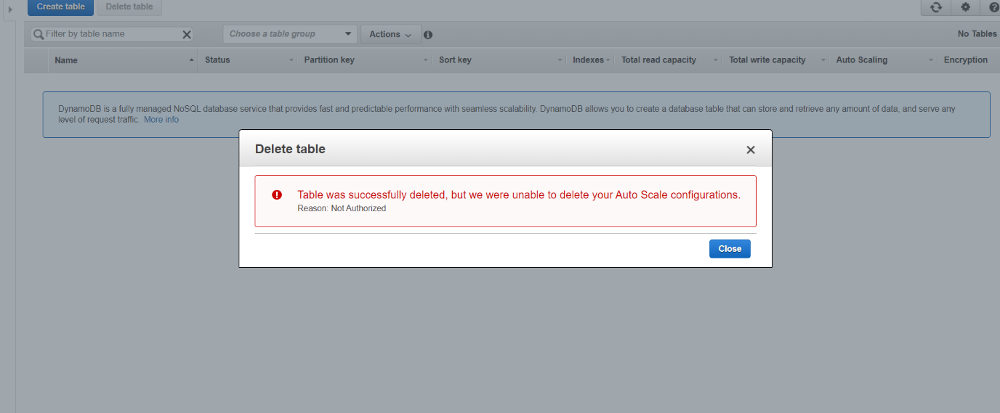 Create table
Delete table
Filter by table name
Choose a table group
Actions
No Tables
Name
Status
Partition key
Sort key
Indexes
Total read capacity
Total write capacity
Auto Scaling
Encryption
DynamoDB is a fully managed NoSQL database service that provides fast and predictable performance with seamless scalability. DynamoDB allows you to create a database table that can store and retrieve any amount of data, and serve any
level of request traffic. More info
Delete table
Table was successfully deleted, but we were unable to delete your Auto Scale configurations.
Reason: Not Authorized
Close